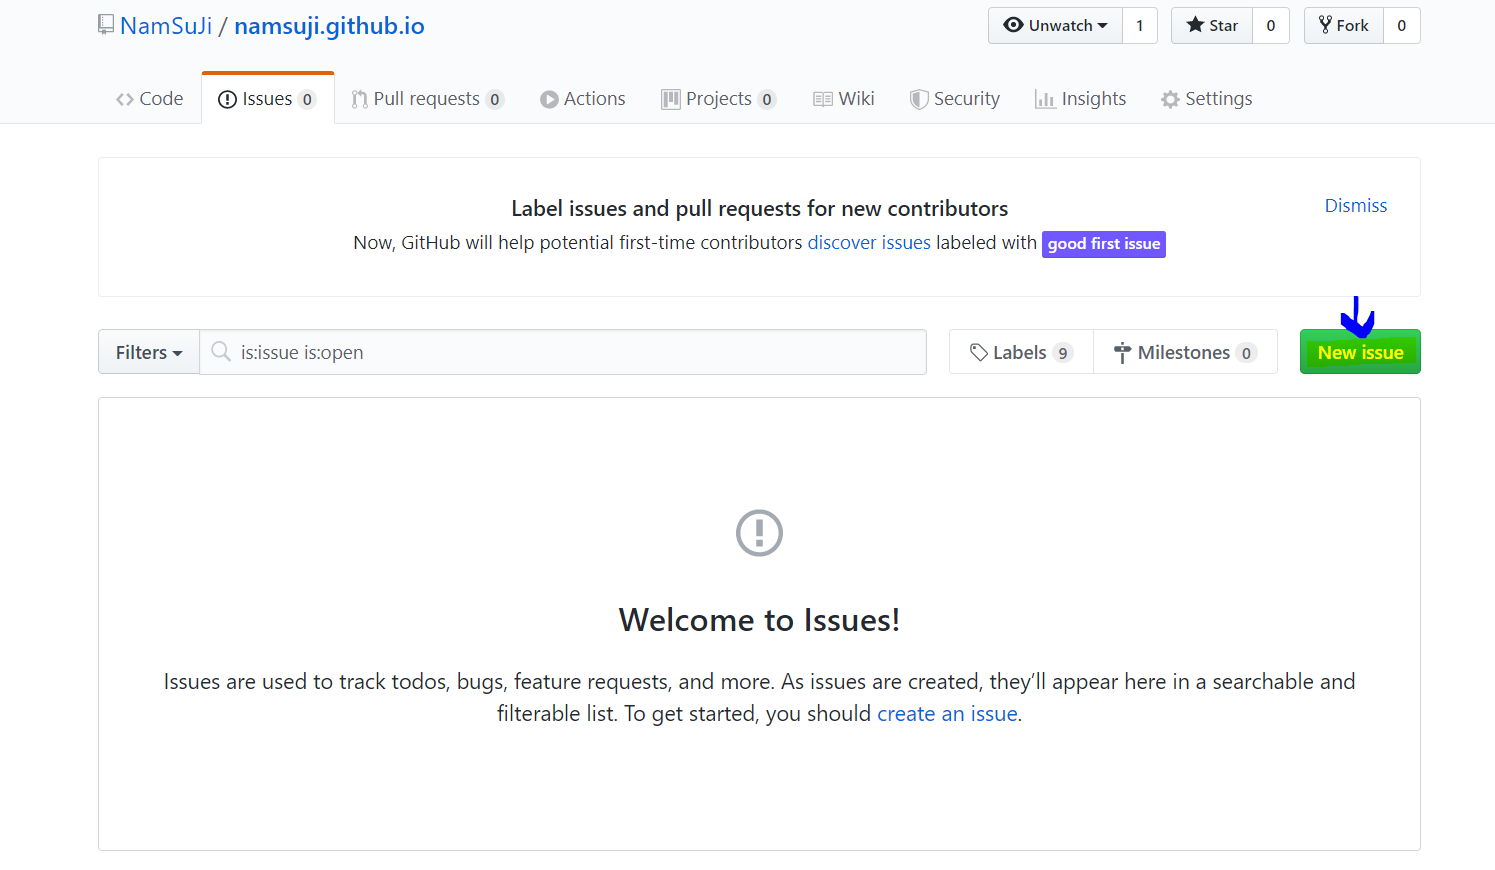 NamSuJi / namsuji.github.io
Unwatch 1 Star 0 Fork 0
Code Issues 0 Pull requests 0 Actions Projects 0 Wiki Security Insights Settings
Label issues and pull requests for new contributors
Dismiss
Now, GitHub will help potential first-time contributors discover issues labeled with good first issue
Filters is:issue is:open Labels 9 Milestones 0 New issue
Welcome to Issues!
Issues are used to track todos, bugs, feature requests, and more. As issues are created, they’ll appear here in a searchable and
filterable list. To get started, you should create an issue.